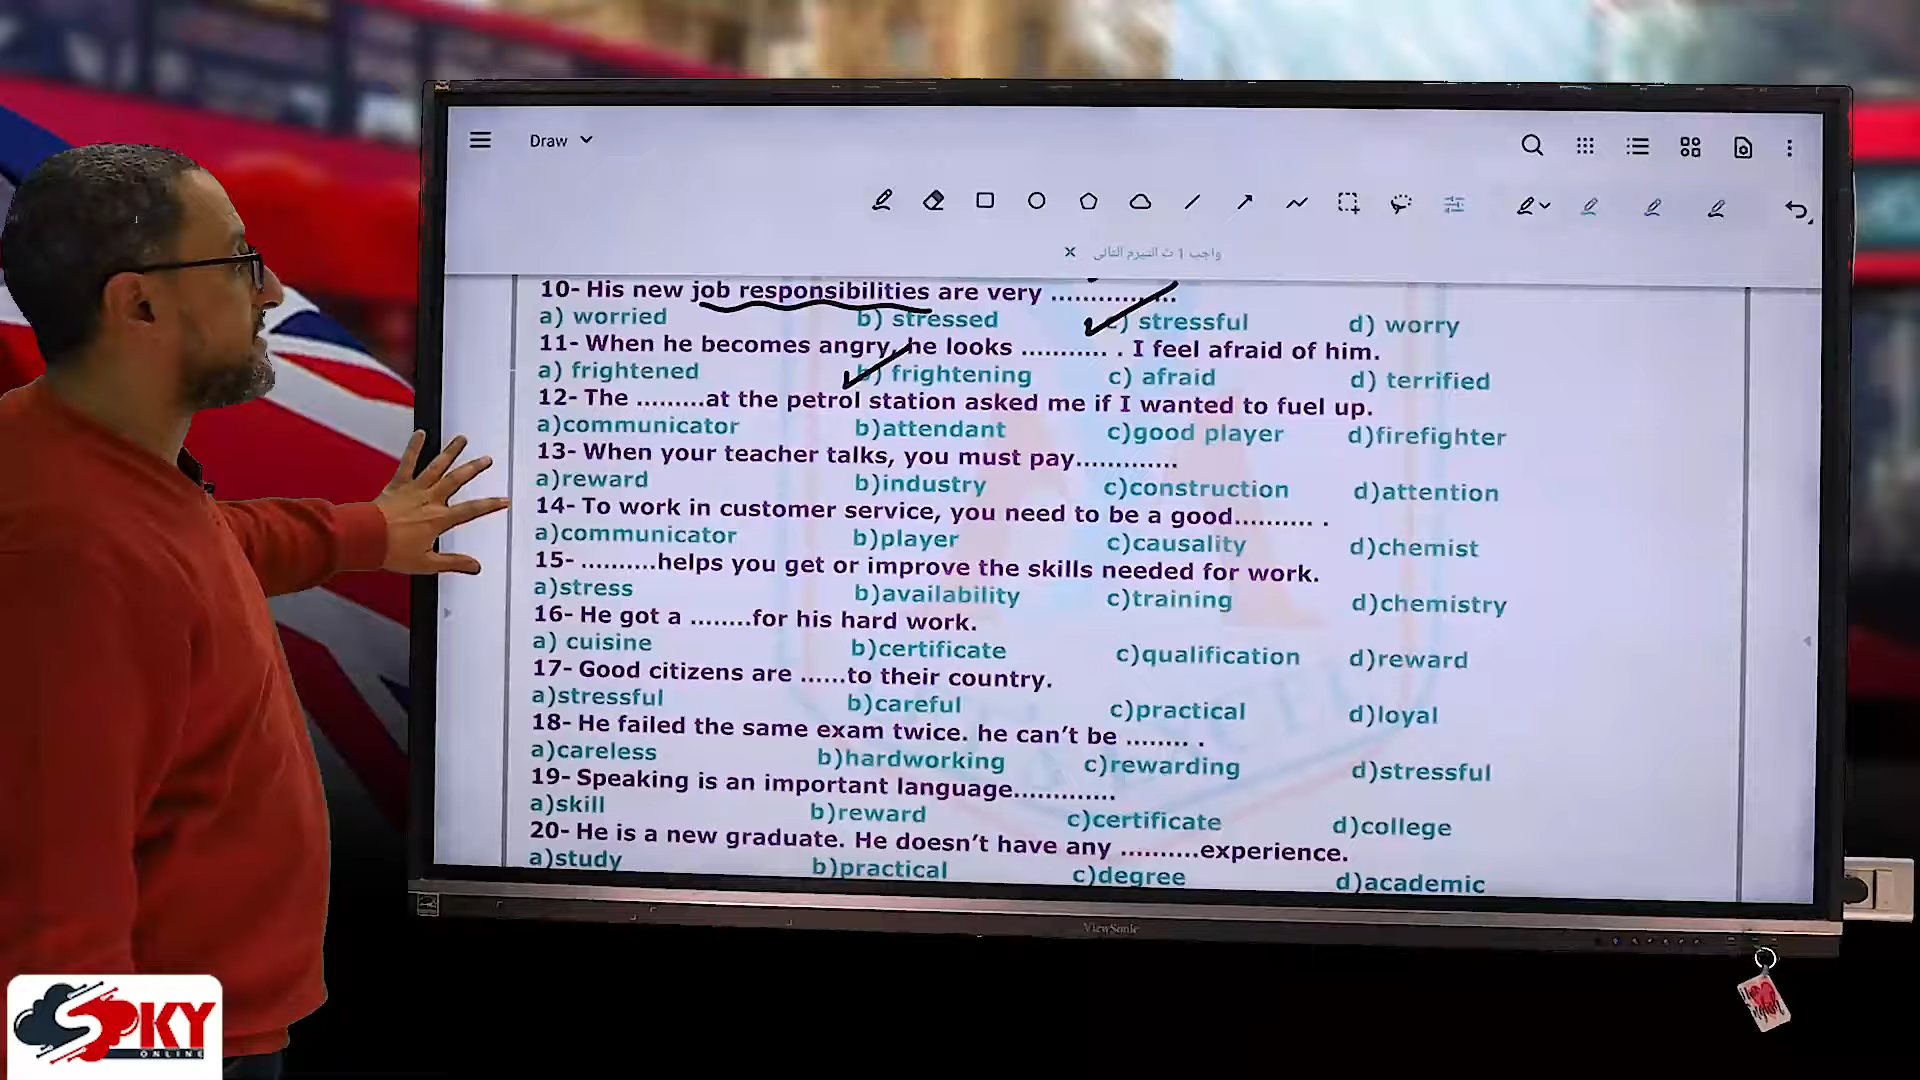 Draw
واجب 1 ث التيرم التانى
10- His new job responsibilities are very ................
a) worried b) stressed c) stressful d) worry
11- When he becomes angry, he looks ........... . I feel afraid of him.
a) frightened b) frightening c) afraid d) terrified
12- The .........at the petrol station asked me if I wanted to fuel up.
a)communicator b)attendant c)good player d)firefighter
13- When your teacher talks, you must pay.............
a)reward b)industry c)construction d)attention
14- To work in customer service, you need to be a good.......... .
a)communicator b)player c)causality d)chemist
15- ..........helps you get or improve the skills needed for work.
a)stress b)availability c)training d)chemistry
16- He got a ........for his hard work.
a) cuisine b)certificate c)qualification d)reward
17- Good citizens are ......to their country.
a)stressful b)careful c)practical d)loyal
18- He failed the same exam twice. he can't be ........ .
a)careless b)hardworking c)rewarding d)stressful
19- Speaking is an important language.............
a)skill b)reward c)certificate d)college
20- He is a new graduate. He doesn't have any ..........experience.
a)study b)practical c)degree d)academic
ViewSonic
SPKY
ONLINE